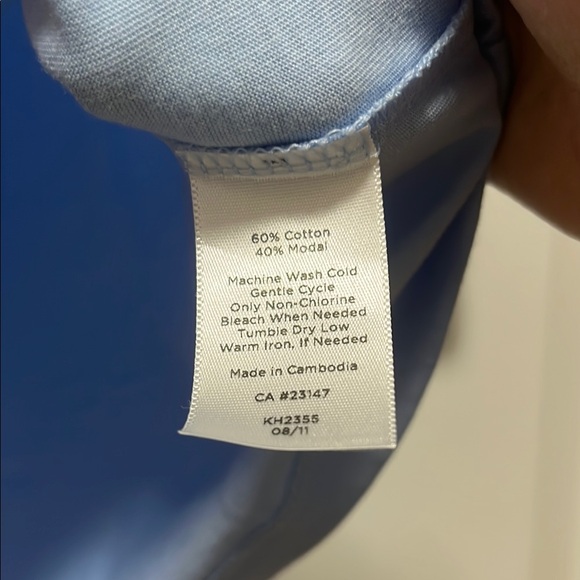 60% Cotton
40% Modal
Machine Wash Cold
Gentle Cycle
Only Non-Chlorine
Bleach When Needed
Tumble Dry Low
Warm Iron, If Needed
Made in Cambodia
CA #23147
KH2355
08/11